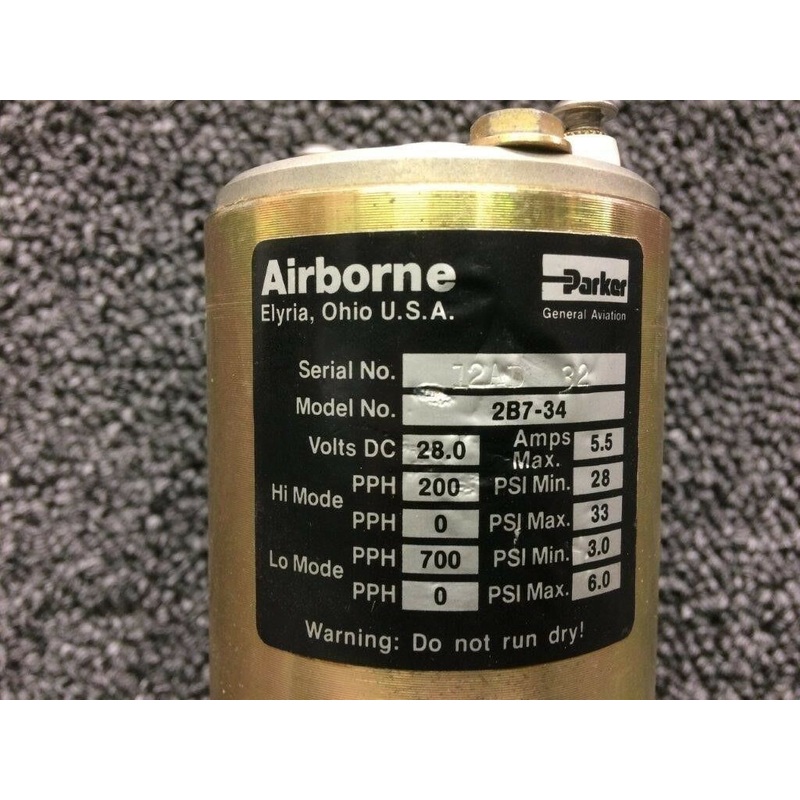 Airborne
Elyria, Ohio U.S.A.
Parker
General Aviation
Serial No.
Model No. 2B7-34
Volts DC 28.0 Amps Max. 5.5
Hi Mode PPH 200 PSI Min. 28
PPH 0 PSI Max. 33
Lo Mode PPH 700 PSI Min. 3.0
PPH 0 PSI Max. 6.0
Warning: Do not run dry!